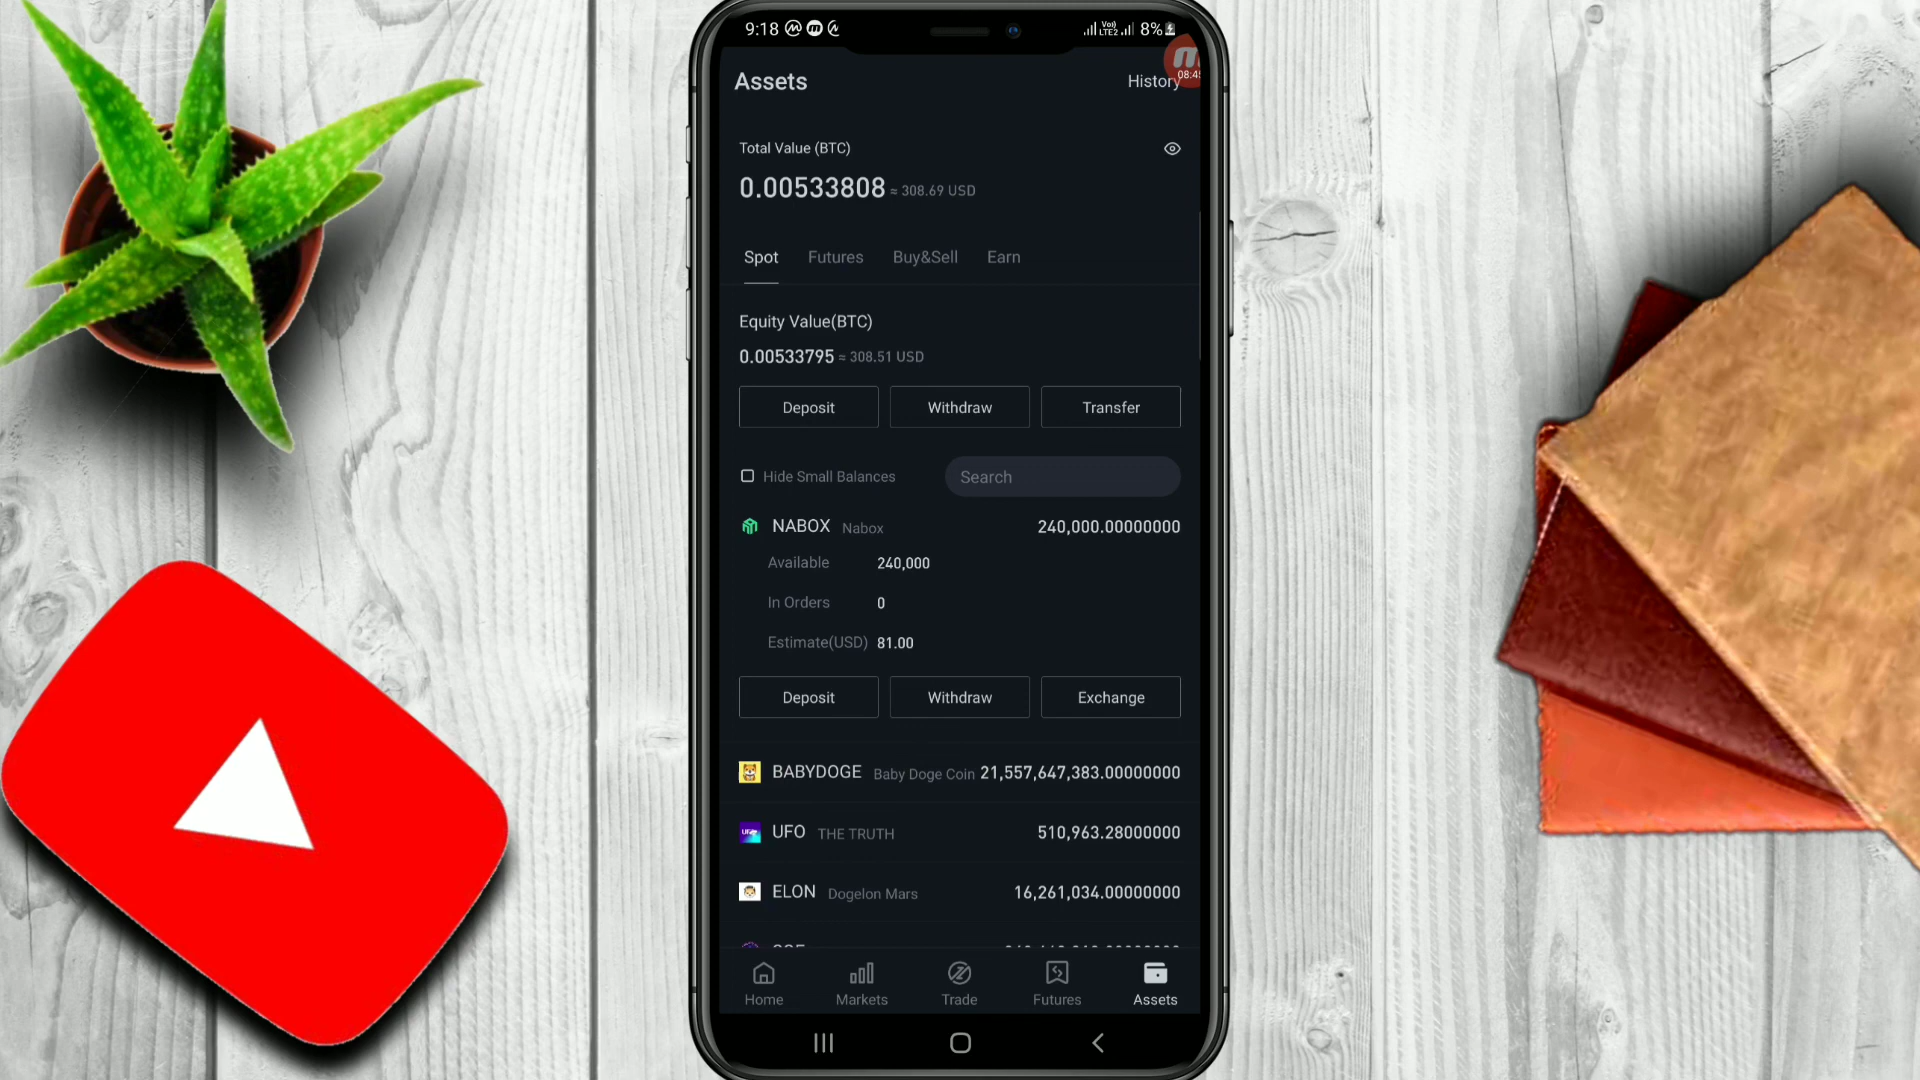 9:18 Vo) LTE2 8%
08:4
Assets History
Total Value (BTC)
0.00533808 ≈ 308.69 USD
Spot Futures Buy&Sell Earn
Equity Value(BTC)
0.00533795 ≈ 308.51 USD
Deposit Withdraw Transfer
Hide Small Balances Search
NABOX Nabox 240,000.00000000
Available 240,000
In Orders 0
Estimate(USD) 81.00
Deposit Withdraw Exchange
BABYDOGE Baby Doge Coin 21,557,647,383.00000000
UFO THE TRUTH 510,963.28000000
ELON Dogelon Mars 16,261,034.00000000
Home Markets Trade Futures Assets